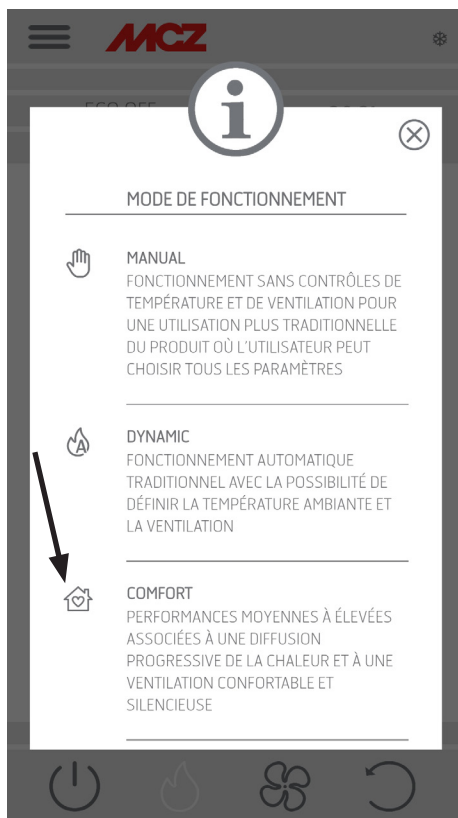 MCZ
MODE DE FONCTIONNEMENT
MANUAL
FONCTIONNEMENT SANS CONTRÔLES DE
TEMPÉRATURE ET DE VENTILATION POUR
UNE UTILISATION PLUS TRADITIONNELLE
DU PRODUIT OÙ L'UTILISATEUR PEUT
CHOISIR TOUS LES PARAMÈTRES
DYNAMIC
FONCTIONNEMENT AUTOMATIQUE
TRADITIONNEL AVEC LA POSSIBILITÉ DE
DÉFINIR LA TEMPÉRATURE AMBIANTE ET
LA VENTILATION
COMFORT
PERFORMANCES MOYENNES À ÉLEVÉES
ASSOCIÉES À UNE DIFFUSION
PROGRESSIVE DE LA CHALEUR ET À UNE
VENTILATION CONFORTABLE ET
SILENCIEUSE